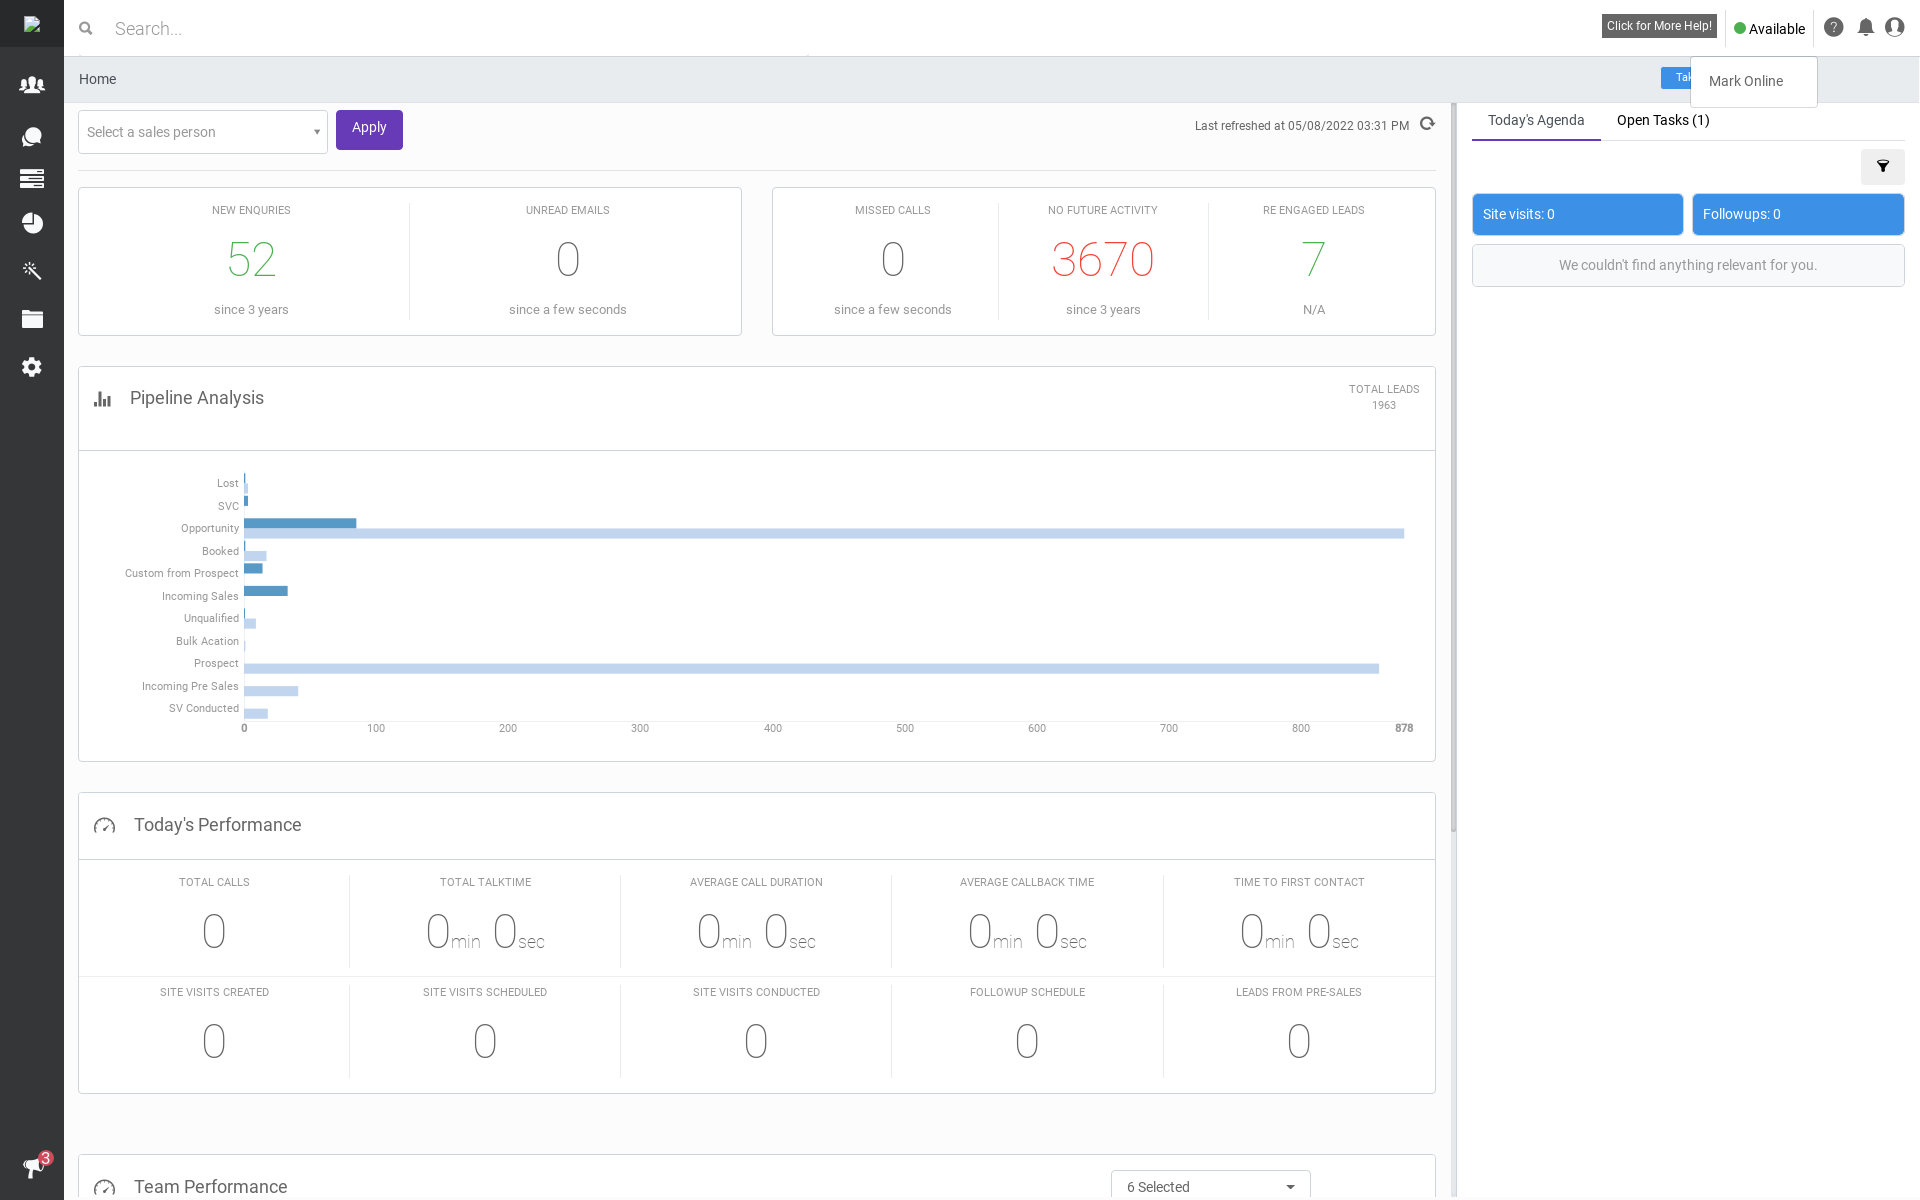 Search...
Click for More Help!
Available
Home
Mark Online
Select a sales person
Apply
Last refreshed at 05/08/2022 03:31 PM
Today's Agenda
Open Tasks (1)
Site visits: 0
Followups: 0
We couldn't find anything relevant for you.
NEW ENQURIES
UNREAD EMAILS
MISSED CALLS
NO FUTURE ACTIVITY
RE ENGAGED LEADS
52
0
0
3670
7
since 3 years
since a few seconds
since a few seconds
since 3 years
N/A
Pipeline Analysis
TOTAL LEADS
1963
Lost
SVC
Opportunity
Booked
Custom from Prospect
Incoming Sales
Unqualified
Bulk Acation
Prospect
Incoming Pre Sales
SV Conducted
0 100 200 300 400 500 600 700 800 878
Today's Performance
TOTAL CALLS
TOTAL TALKTIME
AVERAGE CALL DURATION
AVERAGE CALLBACK TIME
TIME TO FIRST CONTACT
0
0min 0sec
0min 0sec
0min 0sec
0min 0sec
SITE VISITS CREATED
SITE VISITS SCHEDULED
SITE VISITS CONDUCTED
FOLLOWUP SCHEDULE
LEADS FROM PRE-SALES
0
0
0
0
0
3
Team Performance
6 Selected